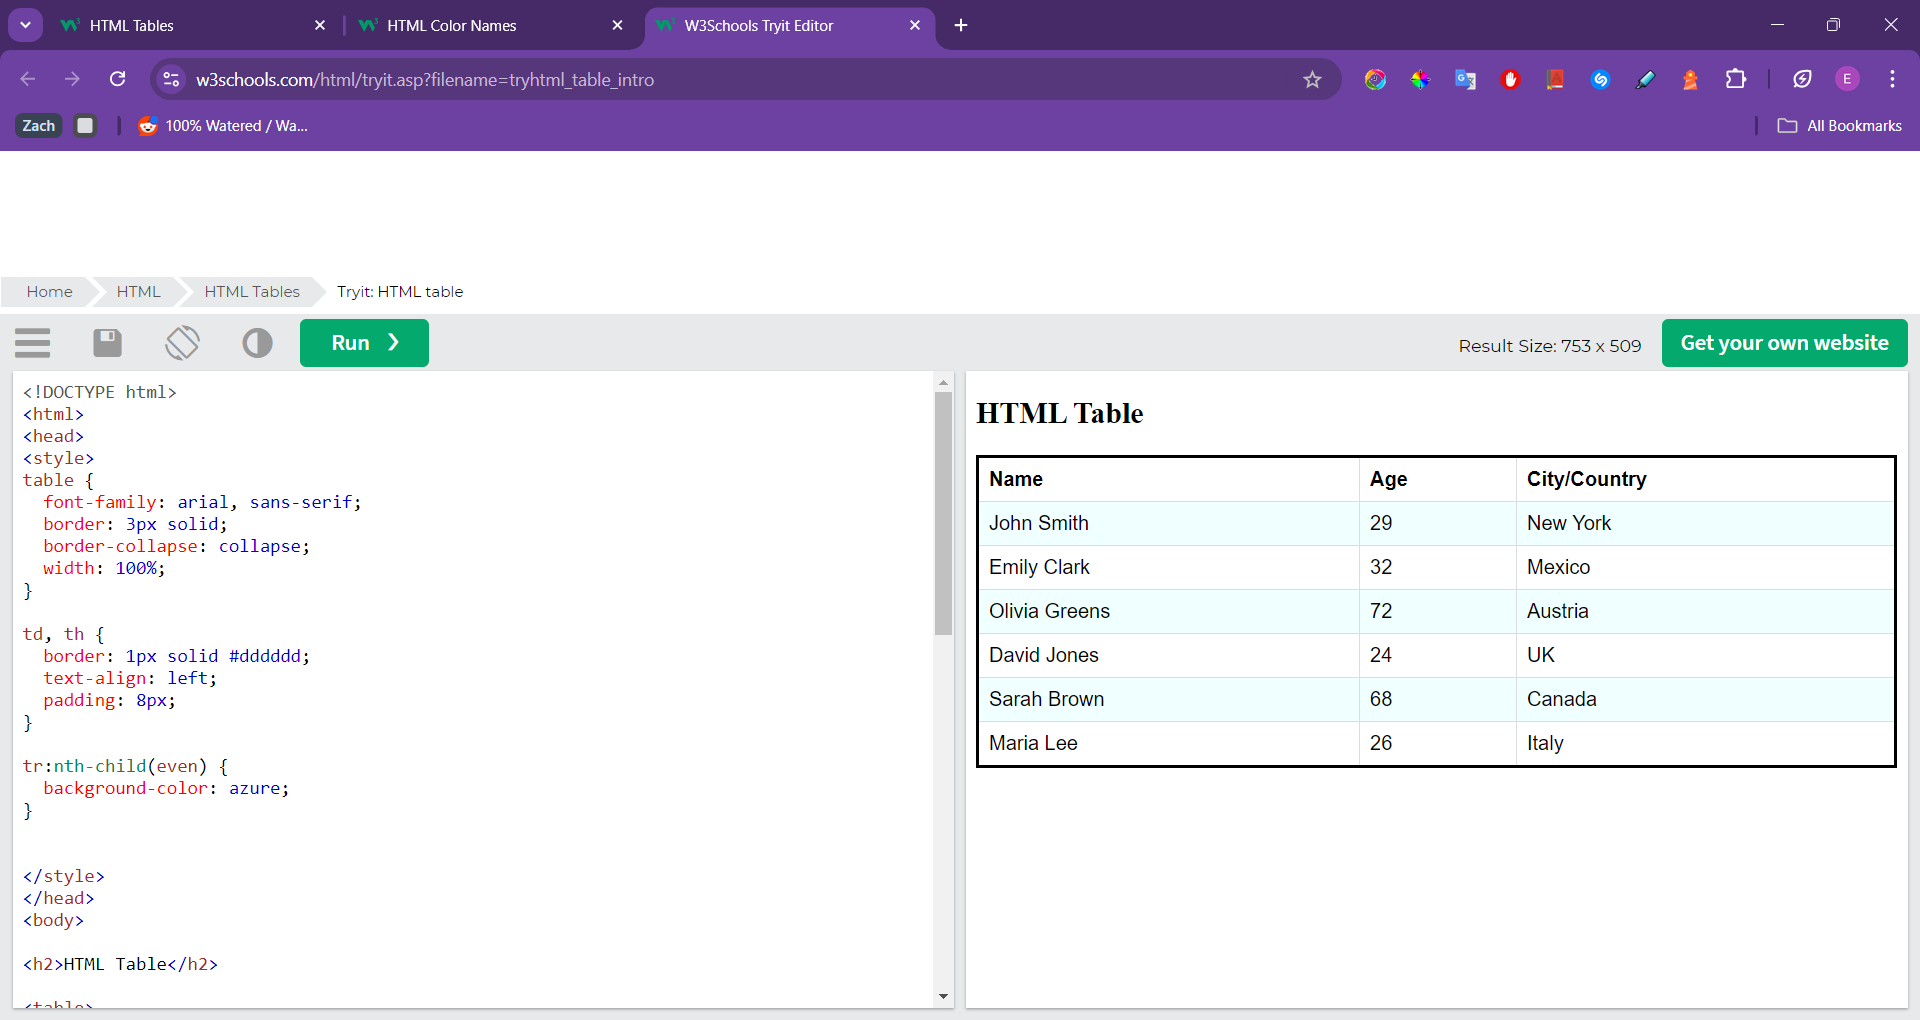 HTML Tables
HTML Color Names
W3Schools Tryit Editor
w3schools.com/html/tryit.asp?filename=tryhtml_table_intro
E
Zach
100% Watered / Wa...
All Bookmarks
Home
HTML
HTML Tables
Tryit: HTML table
Run ❯
Result Size: 753 x 509
Get your own website
<!DOCTYPE html>
<html>
<head>
<style>
table {
  font-family: arial, sans-serif;
  border: 3px solid;
  border-collapse: collapse;
  width: 100%;
}
td, th {
  border: 1px solid #dddddd;
  text-align: left;
  padding: 8px;
}
tr:nth-child(even) {
  background-color: azure;
}
</style>
</head>
<body>
<h2>HTML Table</h2>
<table>
HTML Table
Name Age City/Country
John Smith 29 New York
Emily Clark 32 Mexico
Olivia Greens 72 Austria
David Jones 24 UK
Sarah Brown 68 Canada
Maria Lee 26 Italy